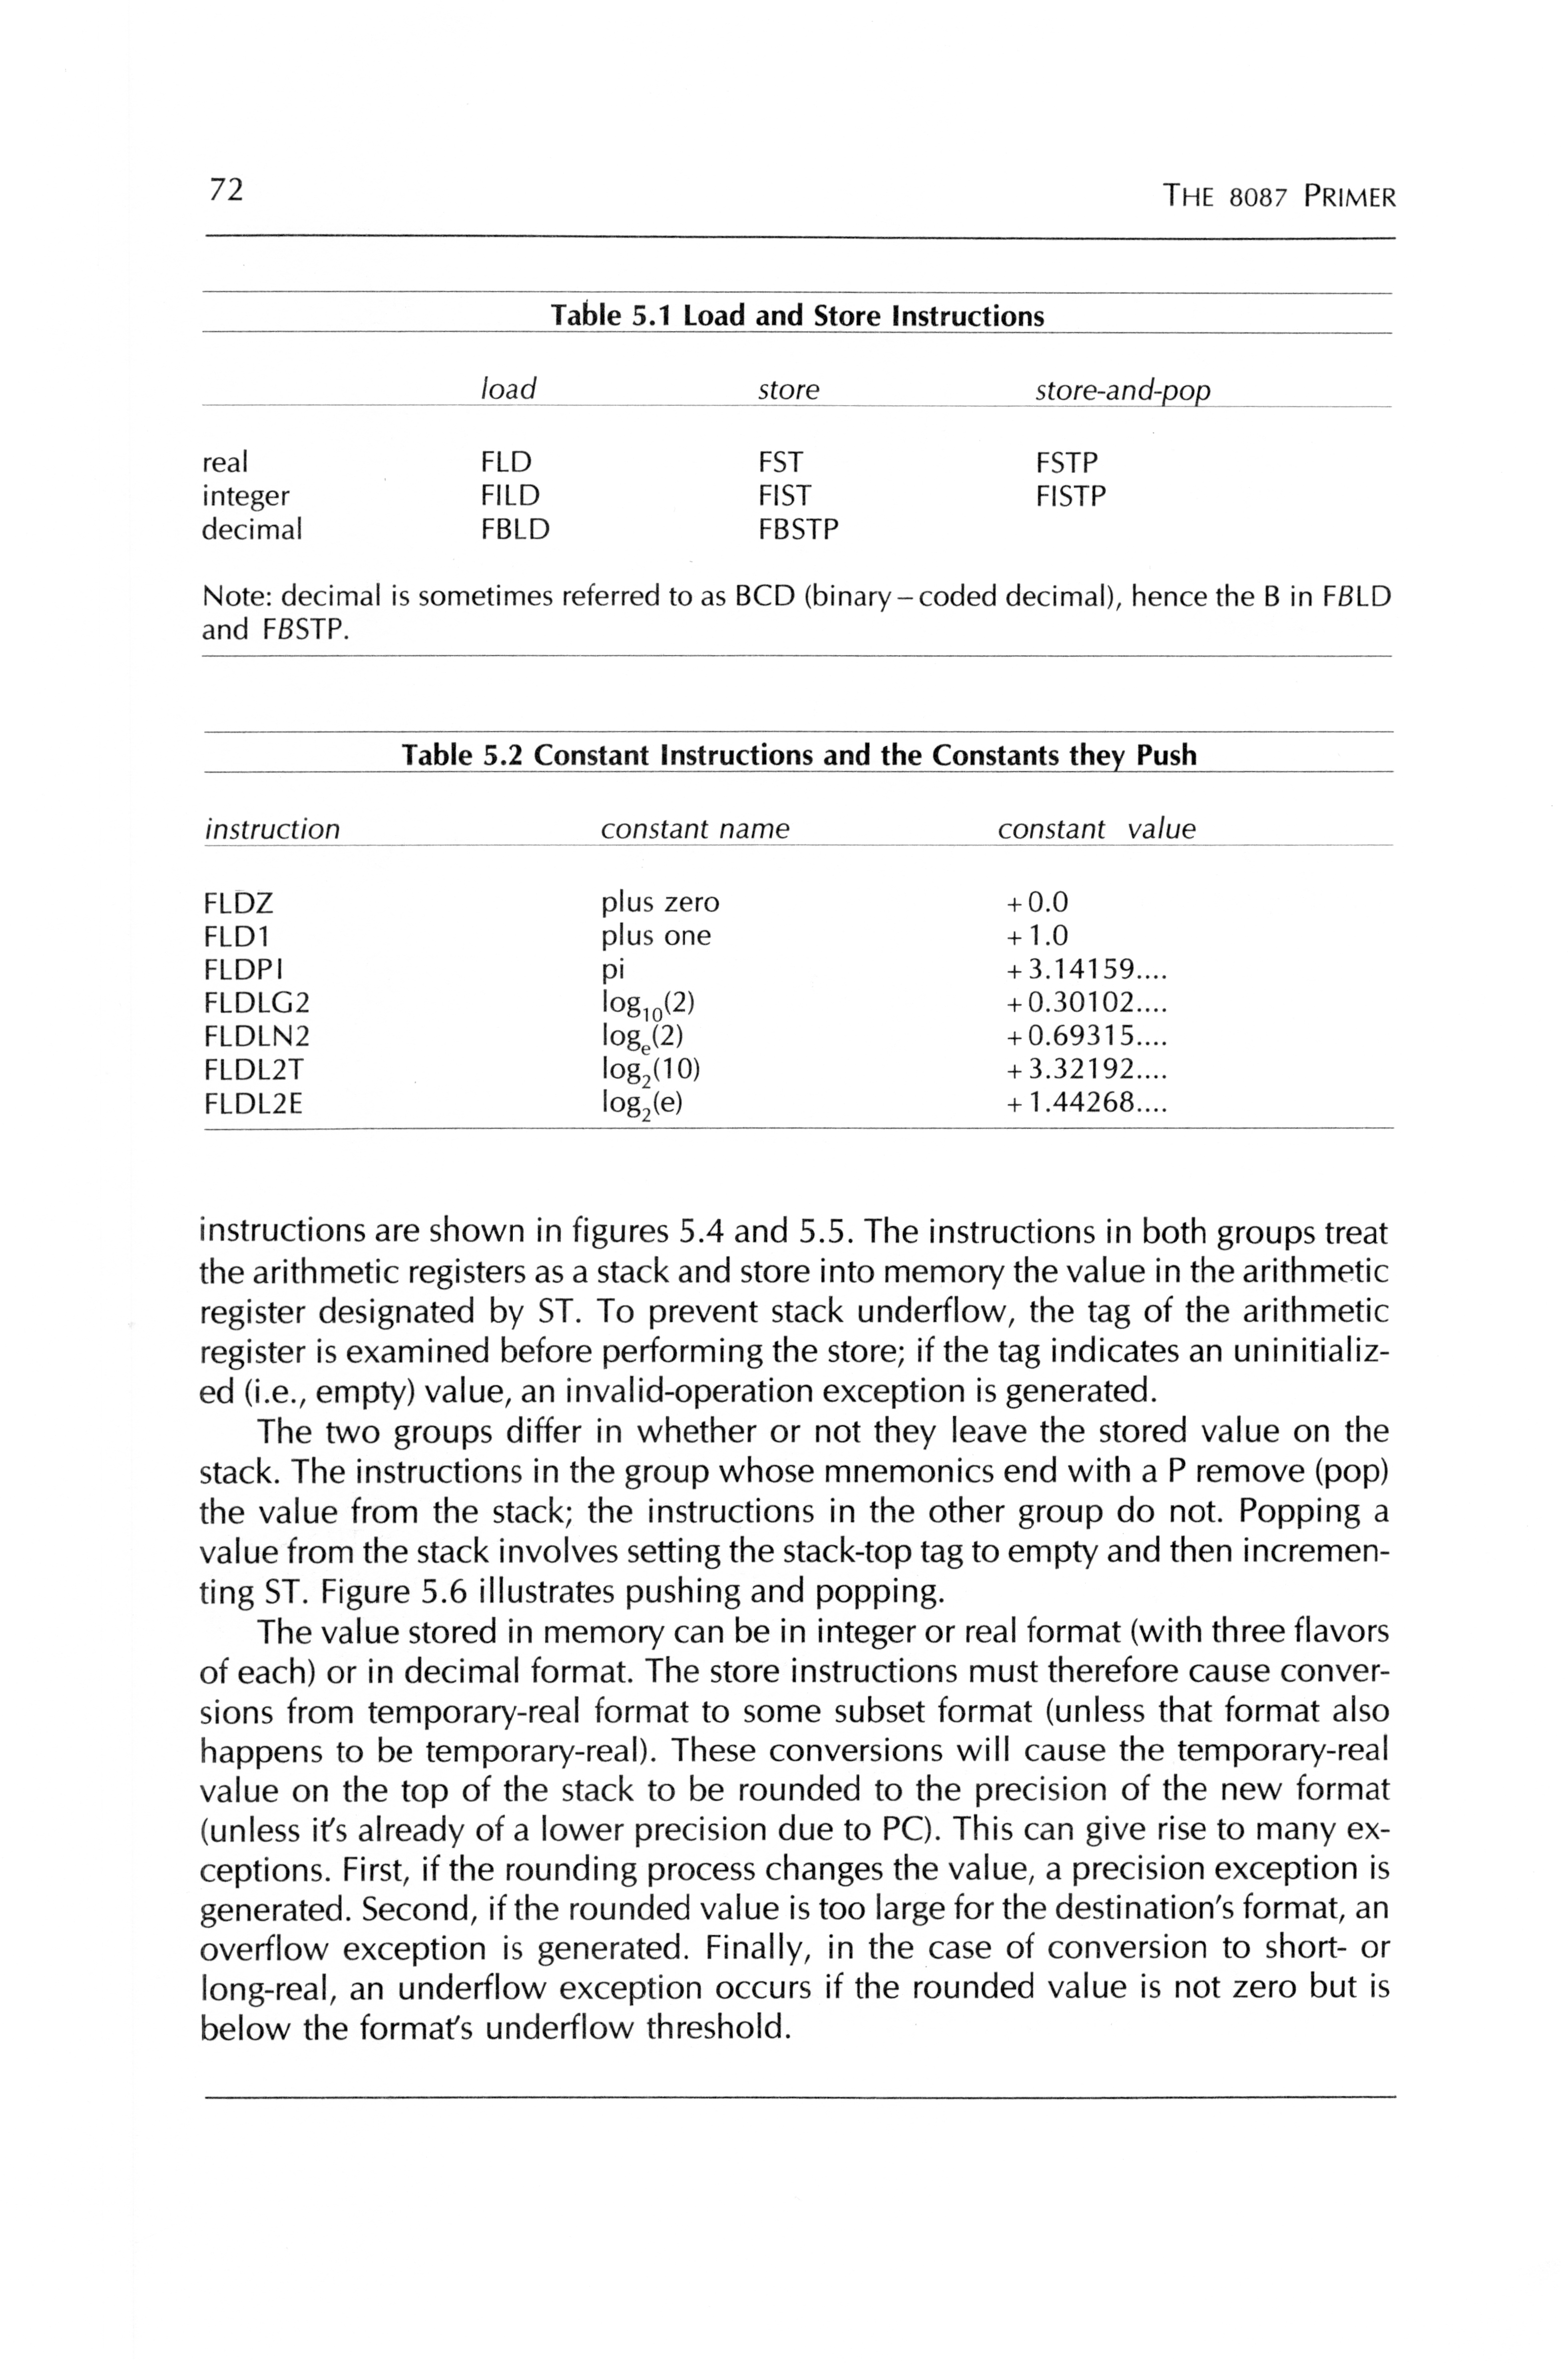 72 THE 8087 PRIMER
Table 5.1 Load and Store Instructions
load store store-and-pop
real FLD FST FSTP
integer FILD FIST FISTP
decimal FBLD FBSTP
Note: decimal is sometimes referred to as BCD (binary–coded decimal), hence the B in FBLD
and FBSTP.
Table 5.2 Constant Instructions and the Constants they Push
instruction constant name constant value
FLDZ plus zero +0.0
FLD1 plus one +1.0
FLDPI pi +3.14159....
FLDLG2 log₁₀(2) +0.30102....
FLDLN2 logₑ(2) +0.69315....
FLDL2T log₂(10) +3.32192....
FLDL2E log₂(e) +1.44268....
instructions are shown in figures 5.4 and 5.5. The instructions in both groups treat
the arithmetic registers as a stack and store into memory the value in the arithmetic
register designated by ST. To prevent stack underflow, the tag of the arithmetic
register is examined before performing the store; if the tag indicates an uninitializ-
ed (i.e., empty) value, an invalid-operation exception is generated.
The two groups differ in whether or not they leave the stored value on the
stack. The instructions in the group whose mnemonics end with a P remove (pop)
the value from the stack; the instructions in the other group do not. Popping a
value from the stack involves setting the stack-top tag to empty and then incremen-
ting ST. Figure 5.6 illustrates pushing and popping.
The value stored in memory can be in integer or real format (with three flavors
of each) or in decimal format. The store instructions must therefore cause conver-
sions from temporary-real format to some subset format (unless that format also
happens to be temporary-real). These conversions will cause the temporary-real
value on the top of the stack to be rounded to the precision of the new format
(unless it's already of a lower precision due to PC). This can give rise to many ex-
ceptions. First, if the rounding process changes the value, a precision exception is
generated. Second, if the rounded value is too large for the destination's format, an
overflow exception is generated. Finally, in the case of conversion to short- or
long-real, an underflow exception occurs if the rounded value is not zero but is
below the format's underflow threshold.